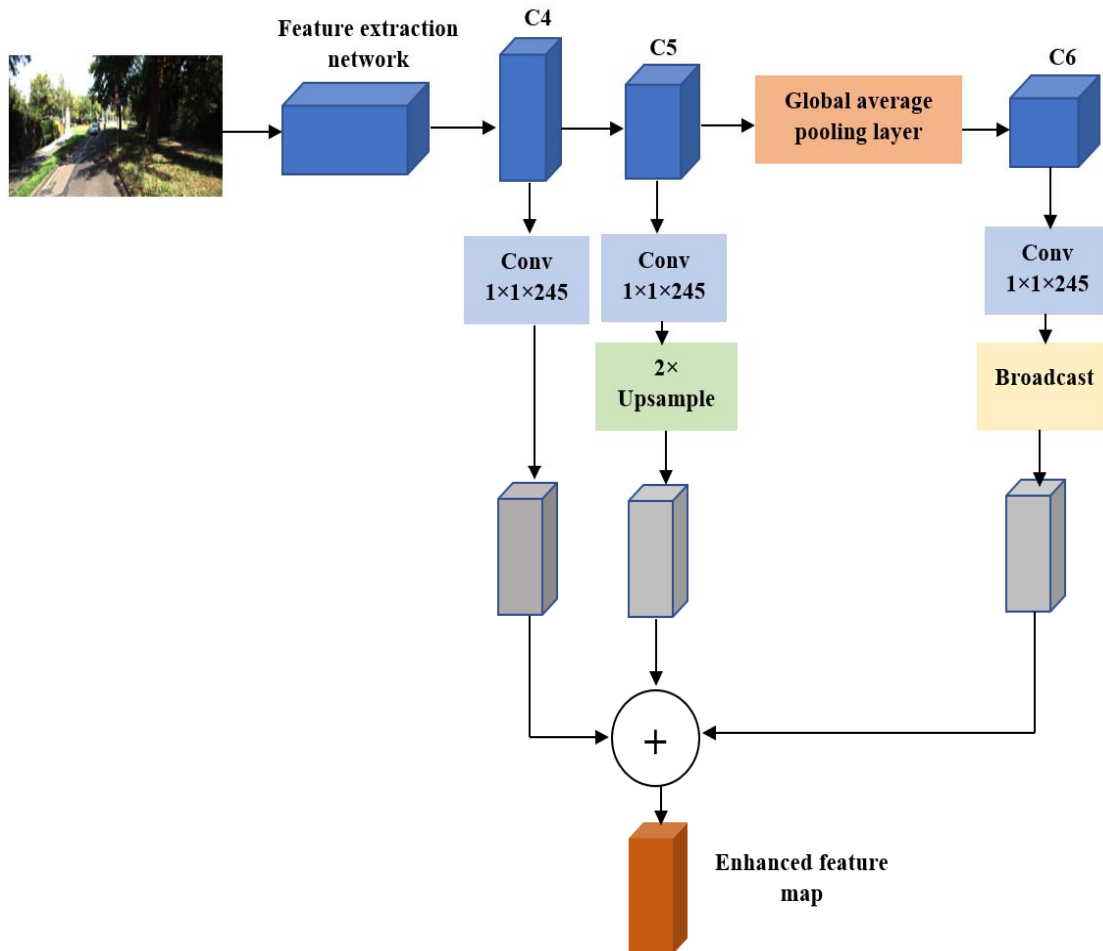 Feature extraction
network
C4
C5
C6
Global average
pooling layer
Conv
1×1×245
Conv
1×1×245
Conv
1×1×245
2×
Upsample
Broadcast
+
Enhanced feature
map